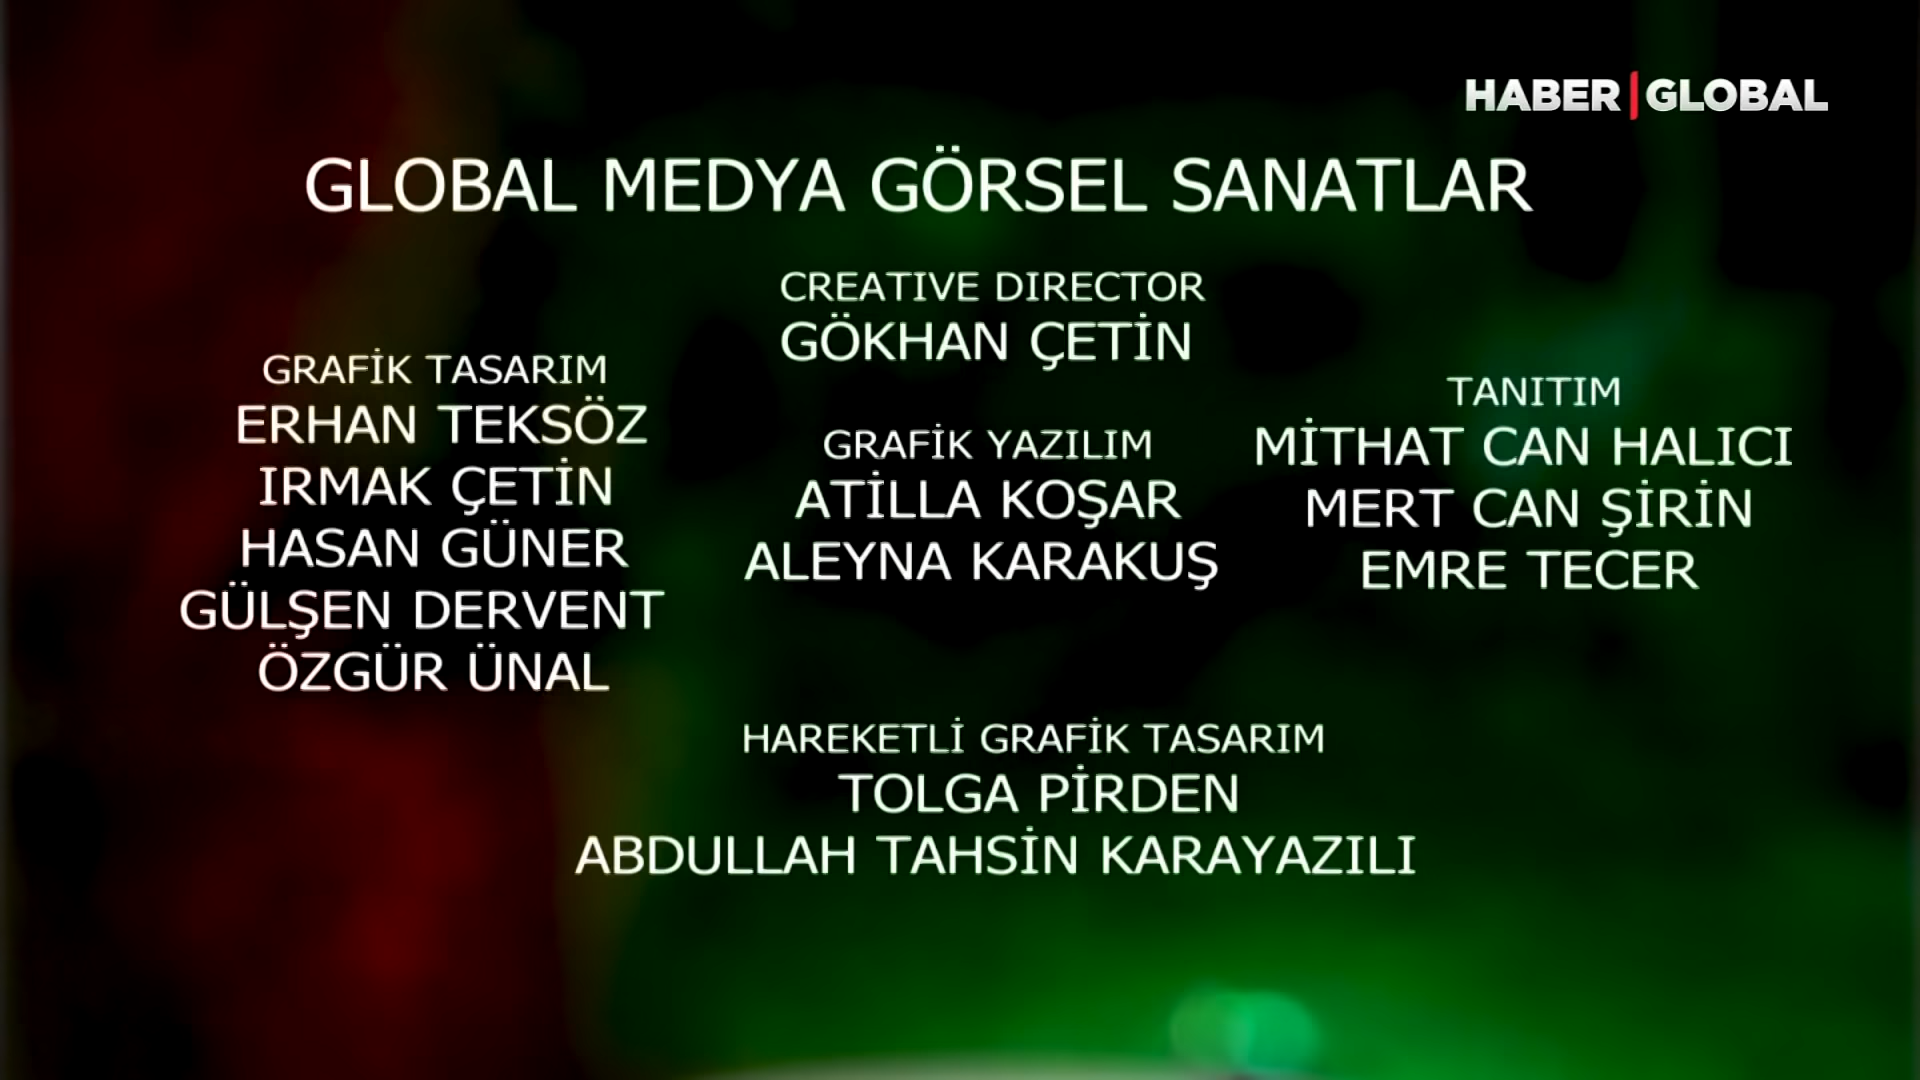 HABER | GLOBAL
GLOBAL MEDYA GÖRSEL SANATLAR
CREATIVE DIRECTOR
GÖKHAN ÇETİN
GRAFİK TASARIM
ERHAN TEKSÖZ
IRMAK ÇETİN
HASAN GÜNER
GÜLŞEN DERVENT
ÖZGÜR ÜNAL
GRAFİK YAZILIM
ATİLLA KOŞAR
ALEYNA KARAKUŞ
TANITIM
MİTHAT CAN HALICI
MERT CAN ŞİRİN
EMRE TECER
HAREKETLİ GRAFİK TASARIM
TOLGA PİRDEN
ABDULLAH TAHSİN KARAYAZILI